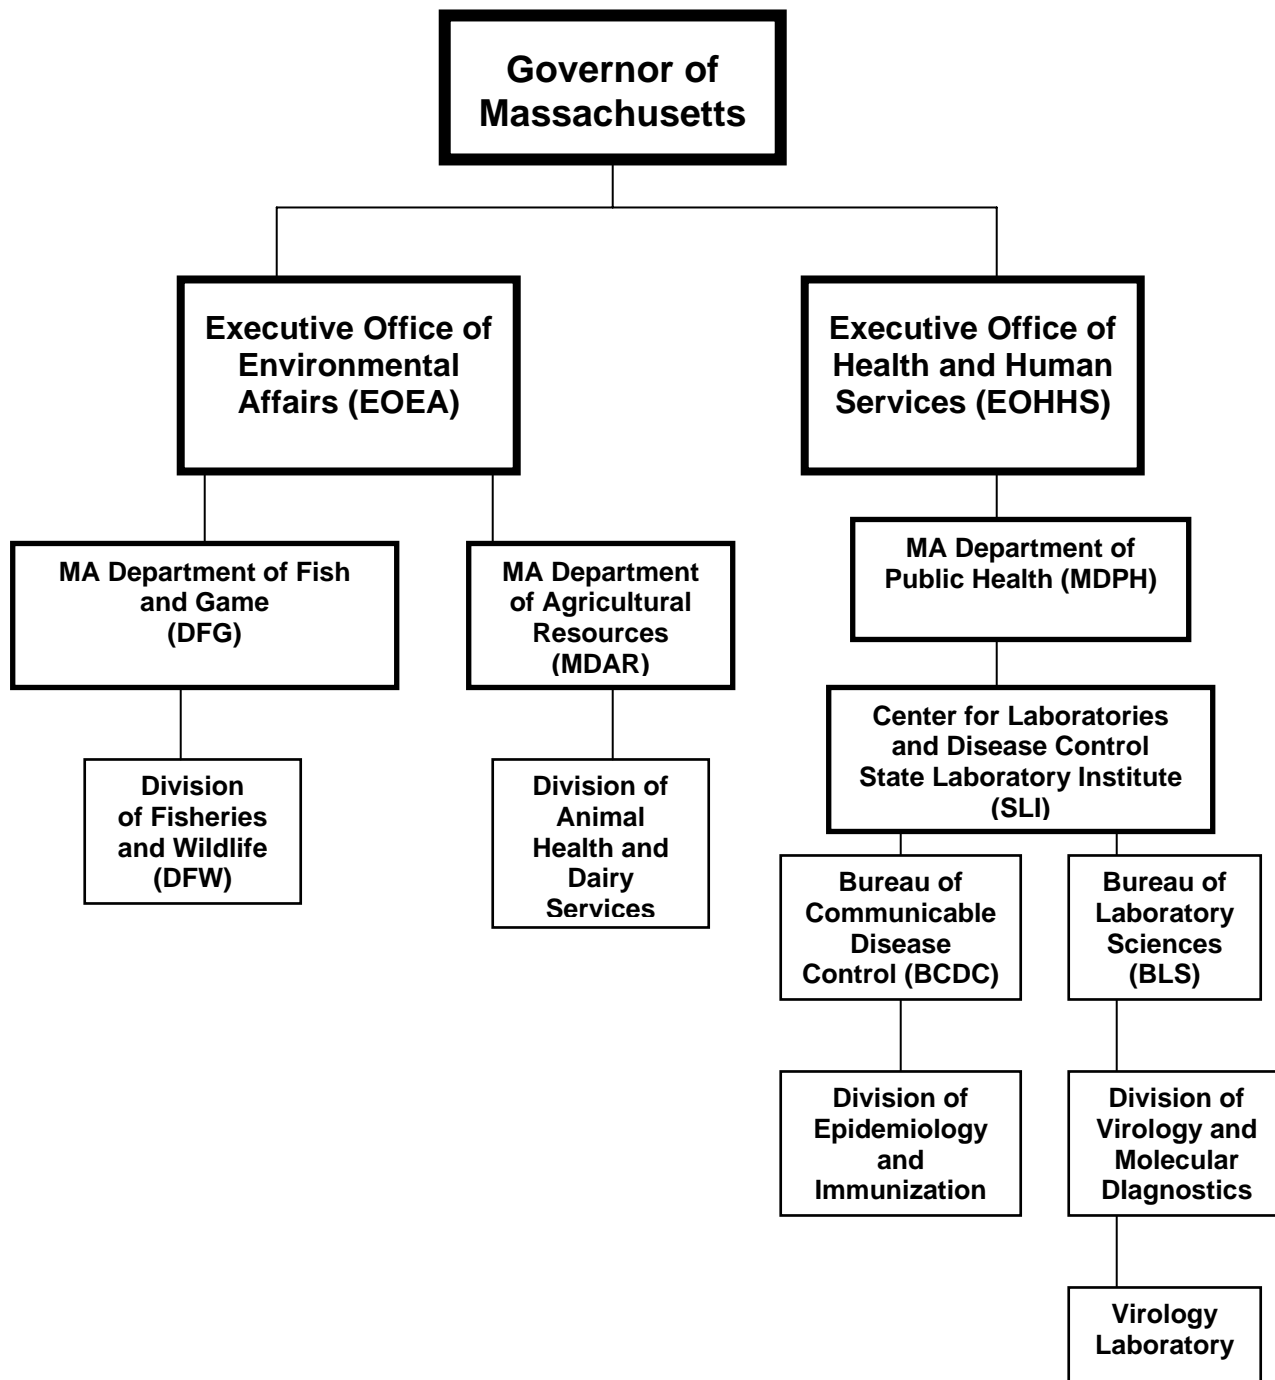 Governor of
Massachusetts
Executive Office of
Environmental
Affairs (EOEA)
Executive Office of
Health and Human
Services (EOHHS)
MA Department of Fish
and Game
(DFG)
MA Department
of Agricultural
Resources
(MDAR)
MA Department of
Public Health (MDPH)
Center for Laboratories
and Disease Control
State Laboratory Institute
(SLI)
Division
of Fisheries
and Wildlife
(DFW)
Division of
Animal
Health and
Dairy
Services
Bureau of
Communicable
Disease
Control (BCDC)
Bureau of
Laboratory
Sciences
(BLS)
Division of
Epidemiology
and
Immunization
Division of
Virology and
Molecular
DIagnostics
Virology
Laboratory